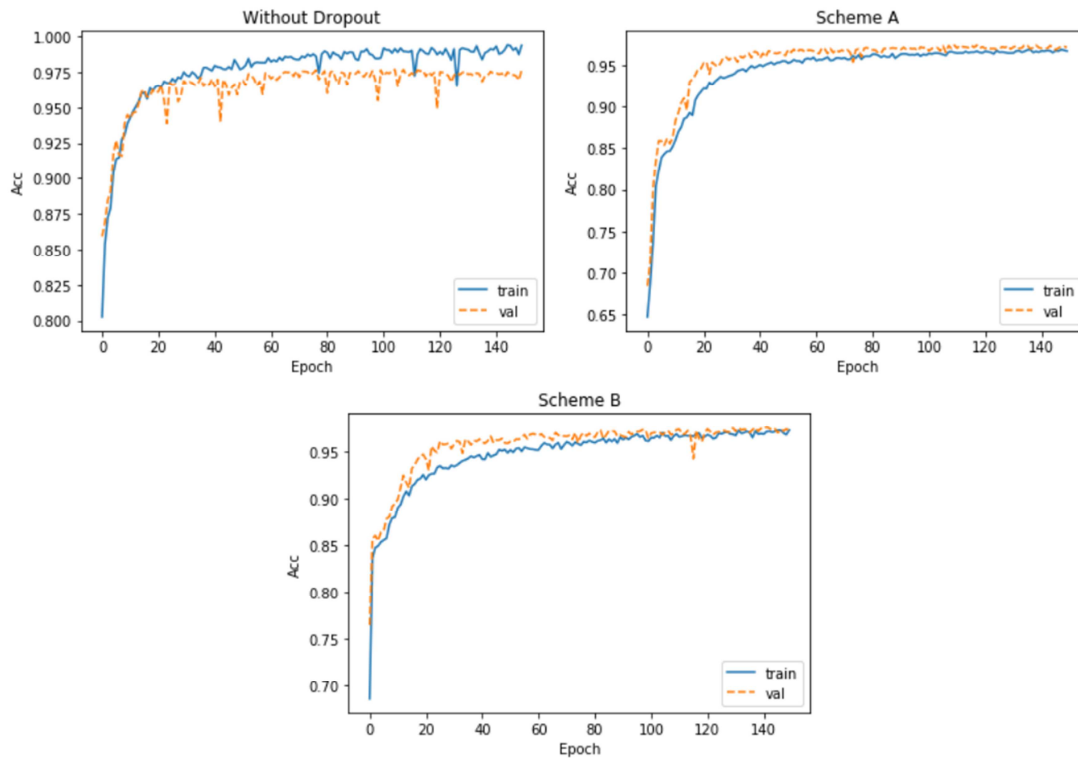 Without Dropout
1.000
0.975
0.950
0.925
0.900
0.875
0.850
0.825
0.800
Acc
0 20 40 60 80 100 120 140
Epoch
train
val
Scheme A
0.95
0.90
0.85
0.80
0.75
0.70
0.65
Acc
0 20 40 60 80 100 120 140
Epoch
train
val
Scheme B
0.95
0.90
0.85
0.80
0.75
0.70
Acc
0 20 40 60 80 100 120 140
Epoch
train
val